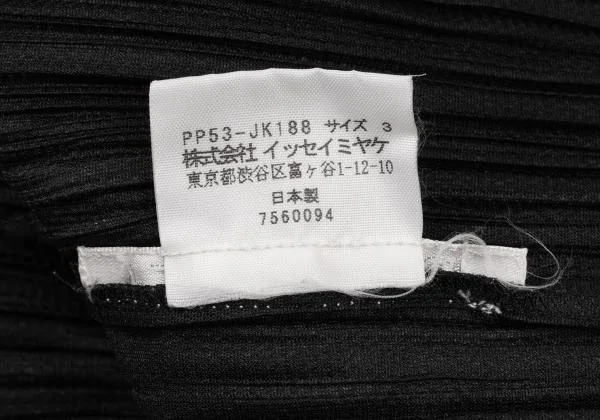 PP53-JK188 サイズ 3
株式会社 イッセイミヤケ
東京都渋谷区富ヶ谷1-12-10
日本製
7560094